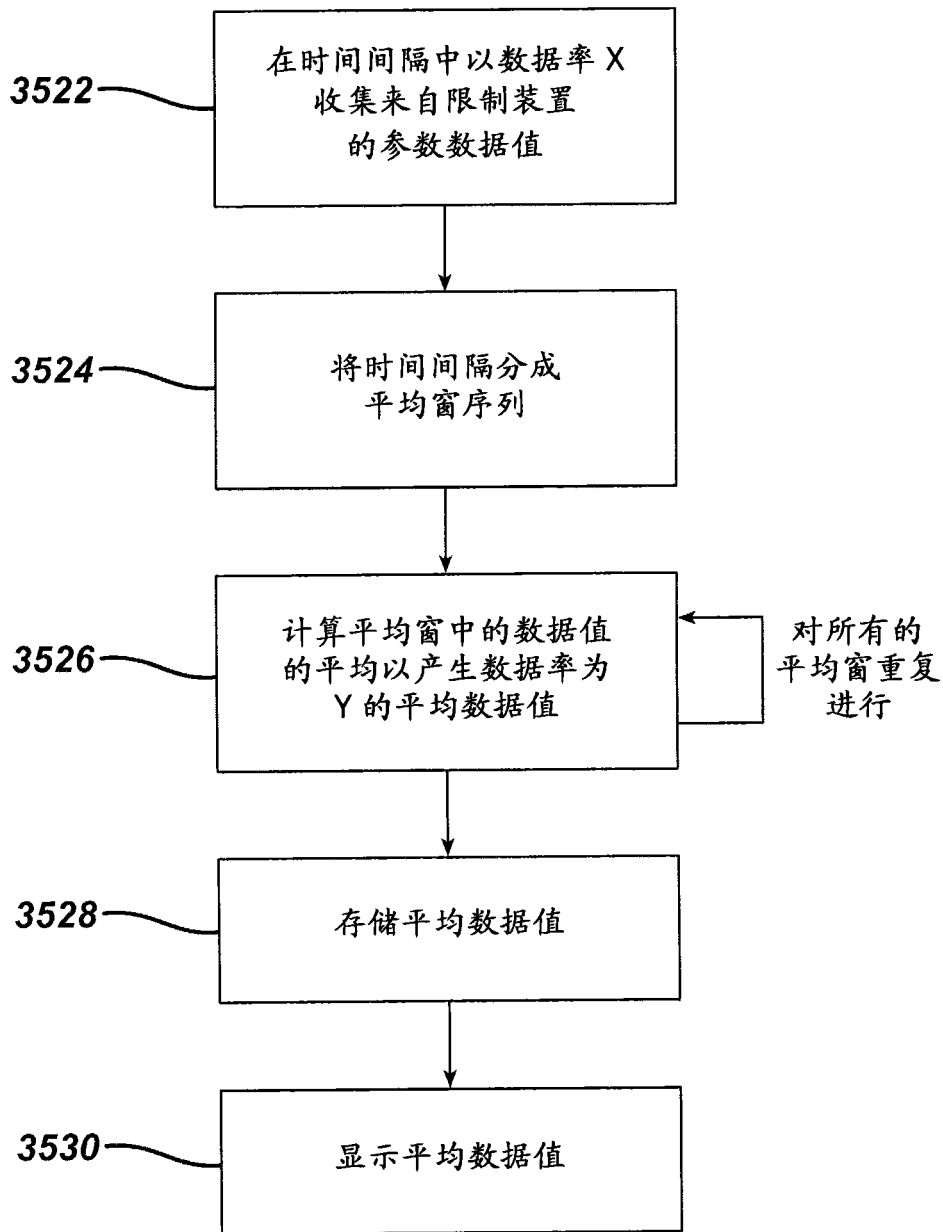 3522
在时间间隔中以数据率 X
收集来自限制装置
的参数数据值
3524
将时间间隔分成
平均窗序列
3526
计算平均窗中的数据值
的平均以产生数据率为
Y 的平均数据值
对所有的
平均窗重复
进行
3528
存储平均数据值
3530
显示平均数据值